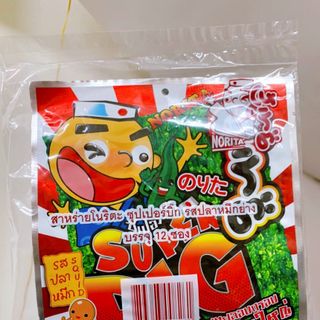 NORITA
のりた
สาหร่ายโนริตะ ซุปเปอร์บิ๊ก รสปลาหมึกย่าง
บรรจุ 12 ซอง
SUPER
BIG
รส
ปลา
หมึก
SQUID